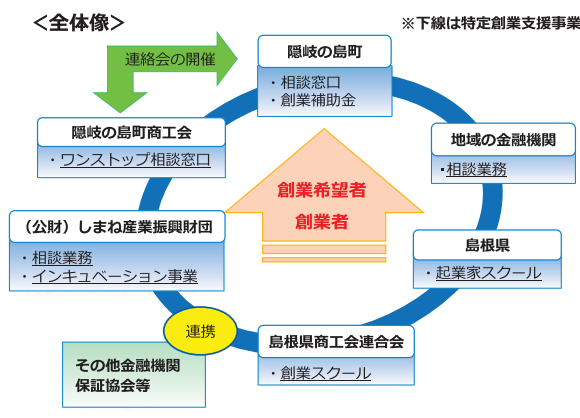 ＜全体像＞
※下線は特定創業支援事業
連絡会の開催
隠岐の島町
・相談窓口
・創業補助金
隠岐の島町商工会
・ワンストップ相談窓口
地域の金融機関
・相談業務
創業希望者
創業者
（公財）しまね産業振興財団
・相談業務
・インキュベーション事業
島根県
・起業家スクール
連携
島根県商工会連合会
・創業スクール
その他金融機関
保証協会等